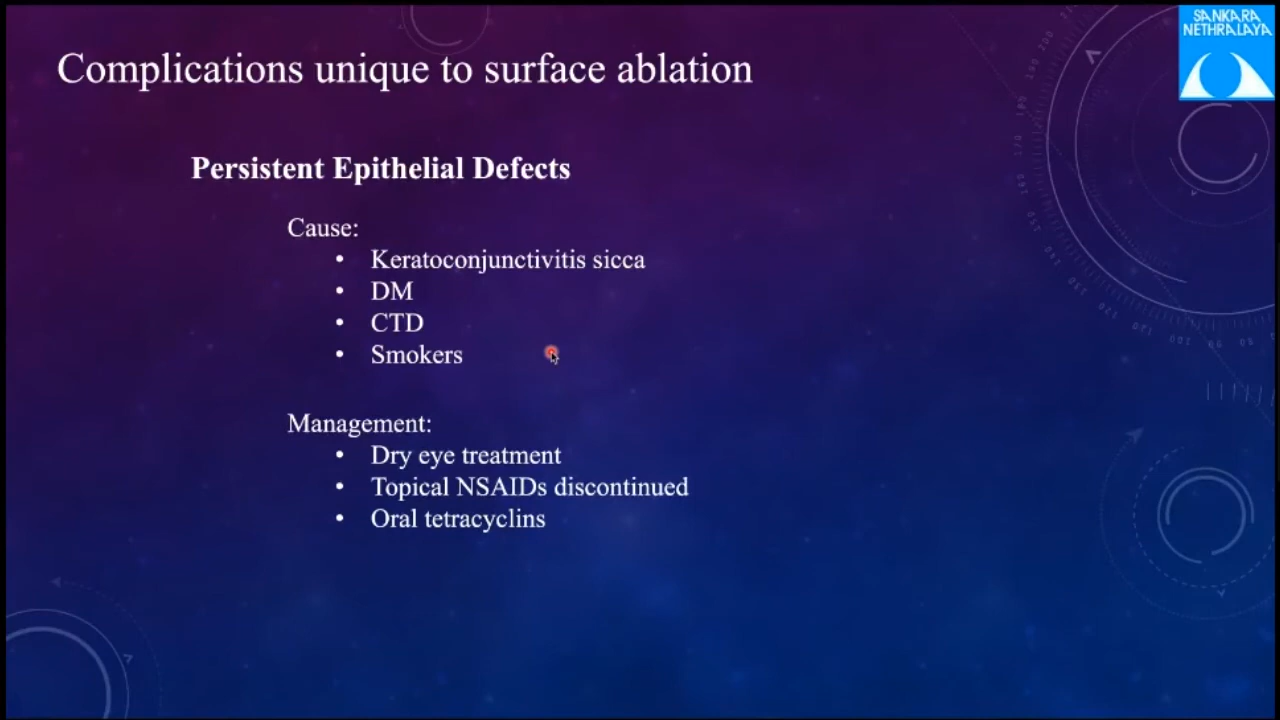 SANKARA
NETHRALAYA
Complications unique to surface ablation
Persistent Epithelial Defects
Cause:
• Keratoconjunctivitis sicca
• DM
• CTD
• Smokers
Management:
• Dry eye treatment
• Topical NSAIDs discontinued
• Oral tetracyclins